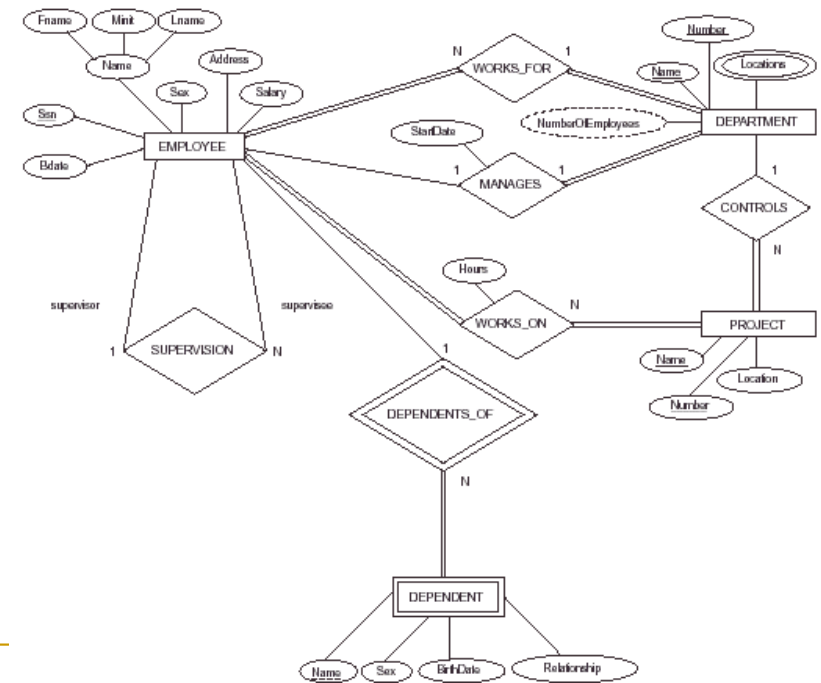 Fname
Minit
Lname
Name
Address
Sex
Salary
Ssn
Bdate
EMPLOYEE
N
WORKS_FOR
1
Number
Name
Locations
NumberOfEmployees
DEPARTMENT
StartDate
1
MANAGES
1
1
CONTROLS
N
supervisor
supervisee
1
SUPERVISION
N
Hours
WORKS_ON
N
PROJECT
Name
Number
Location
1
DEPENDENTS_OF
N
DEPENDENT
Name
Sex
BirthDate
Relationship